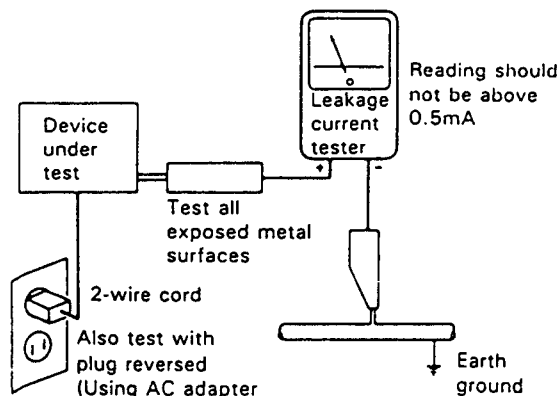 Device
under
test
Leakage
current
tester
+ -
Reading should
not be above
0.5mA
Test all
exposed metal
surfaces
2-wire cord
Also test with
plug reversed
(Using AC adapter
Earth
ground